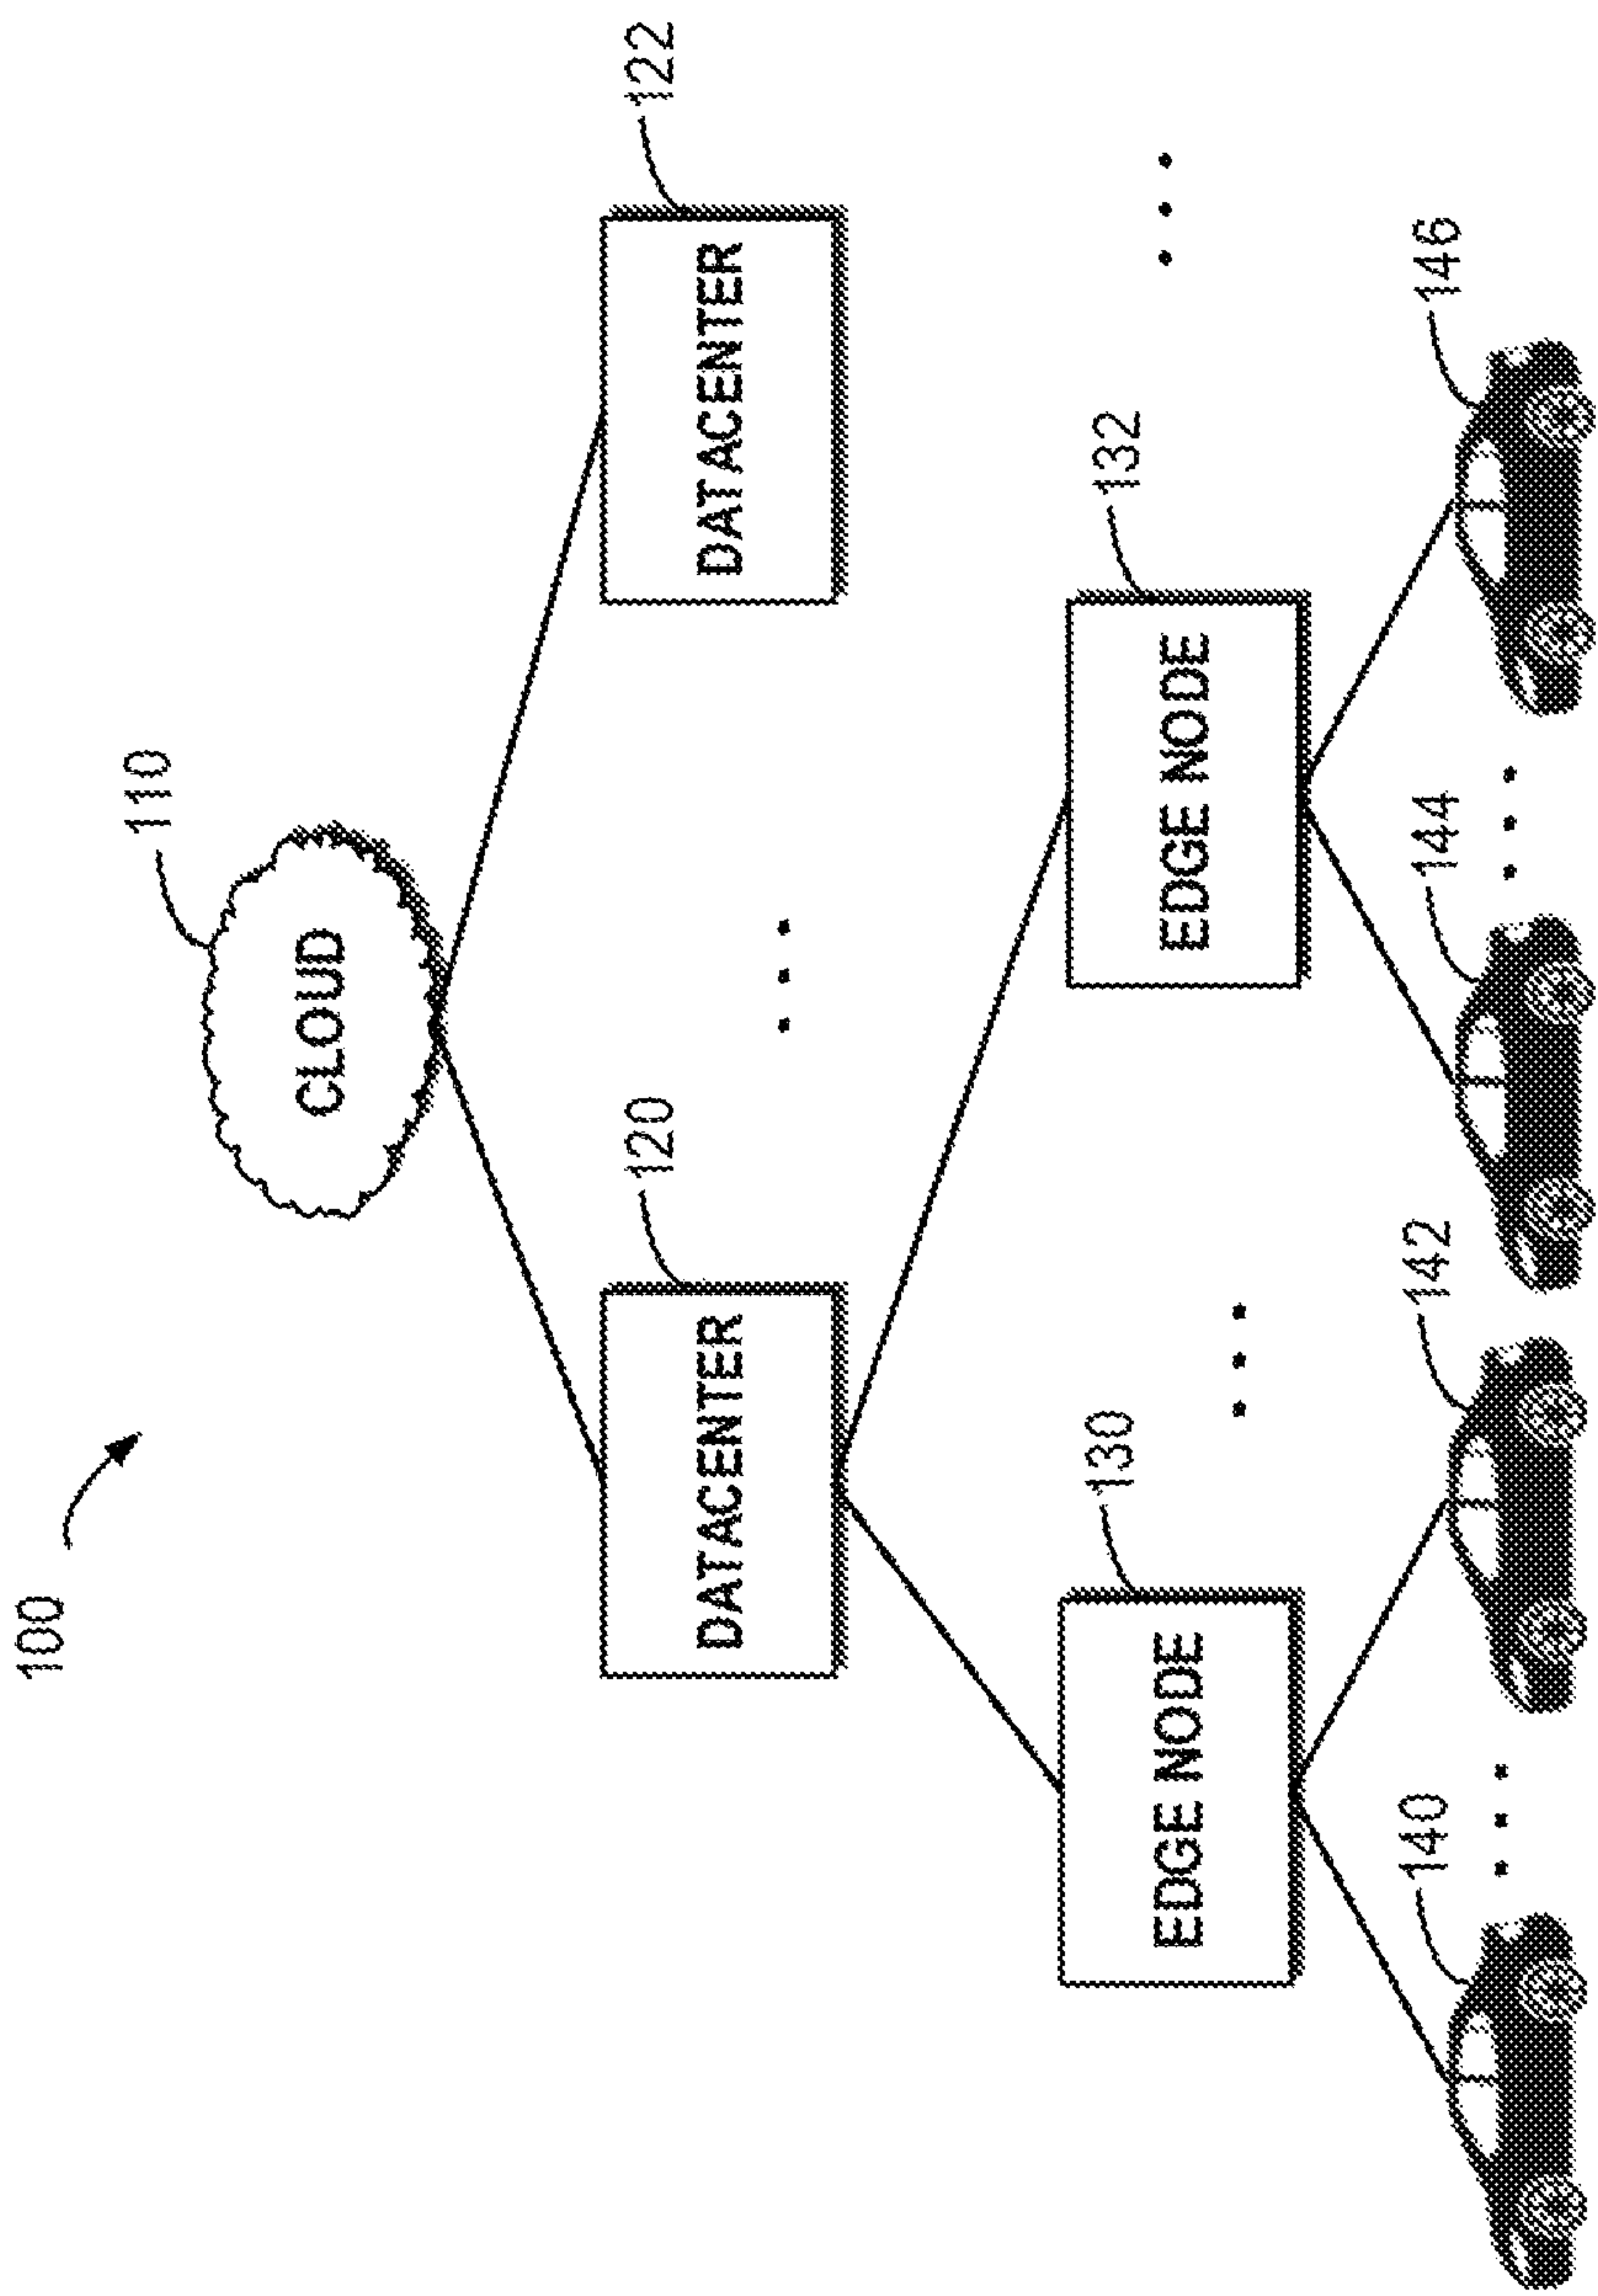 100
110
CLOUD
120
122
DATACENTER
DATACENTER
130
132
EDGE NODE
EDGE NODE
140
142
144
146